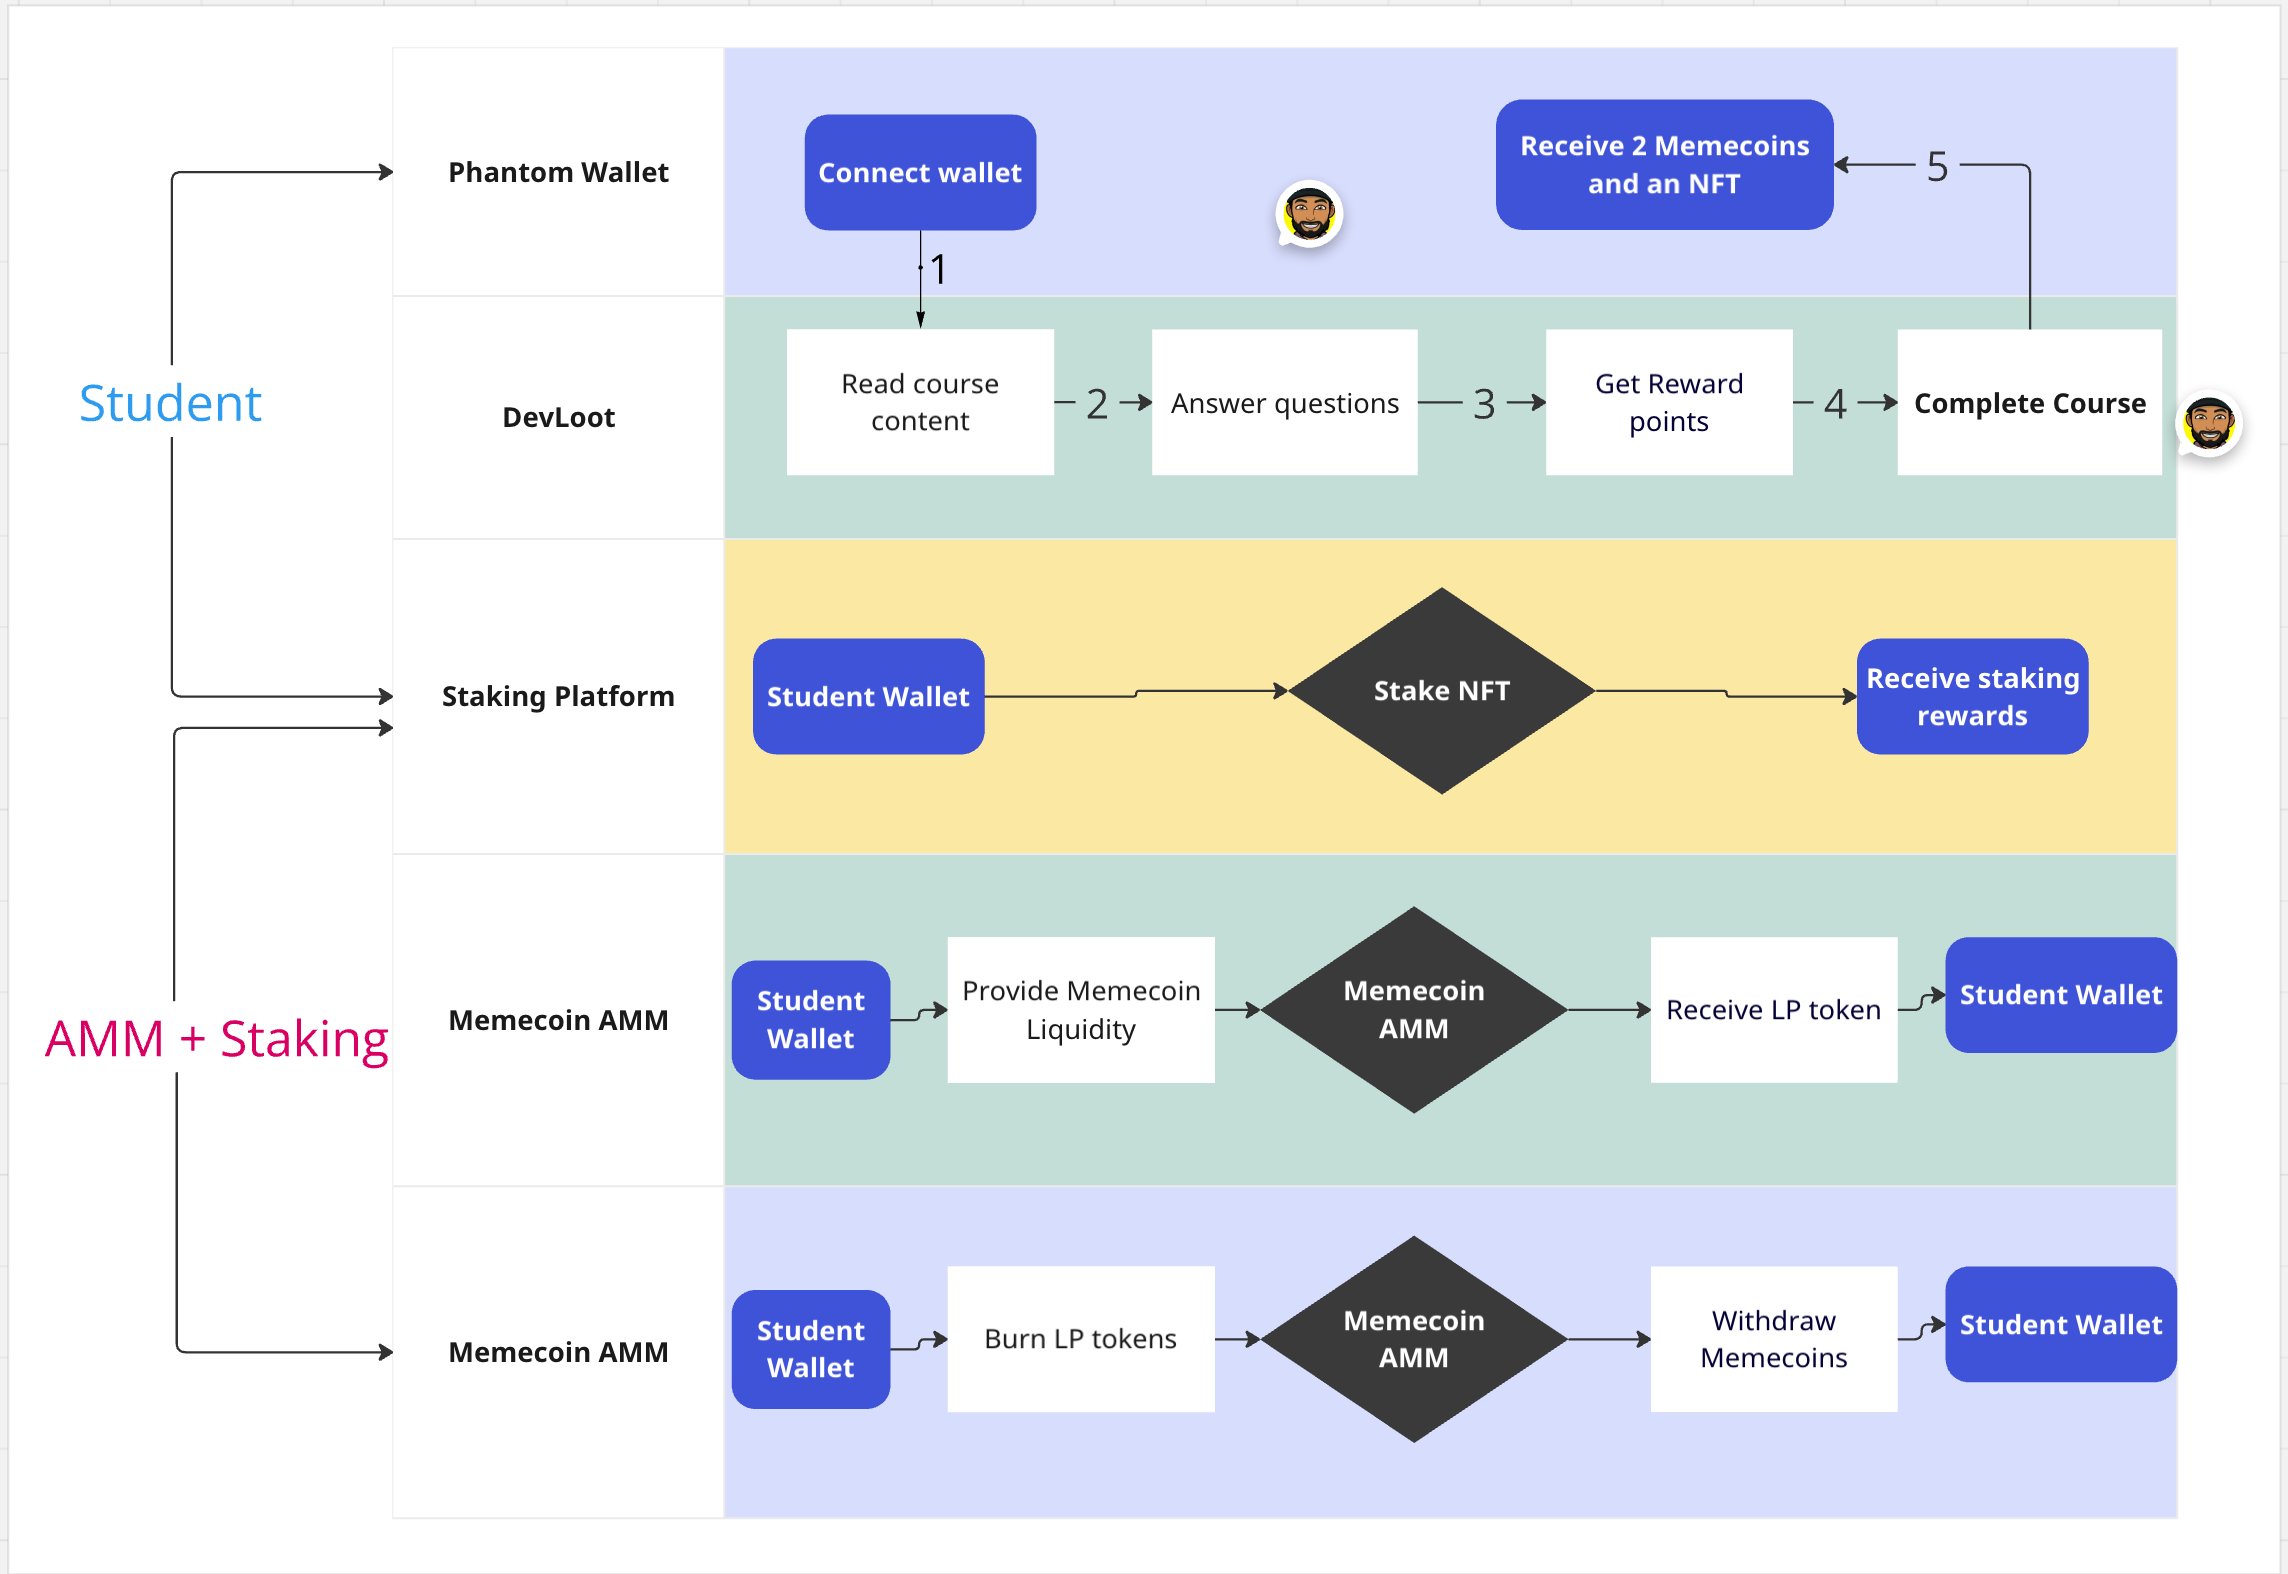 Phantom Wallet
Connect wallet
Receive 2 Memecoins
and an NFT
5
1
Student
DevLoot
Read course
content
2
Answer questions
3
Get Reward
points
4
Complete Course
Staking Platform
Student Wallet
Stake NFT
Receive staking
rewards
AMM + Staking
Memecoin AMM
Student
Wallet
Provide Memecoin
Liquidity
Memecoin
AMM
Receive LP token
Student Wallet
Memecoin AMM
Student
Wallet
Burn LP tokens
Memecoin
AMM
Withdraw
Memecoins
Student Wallet